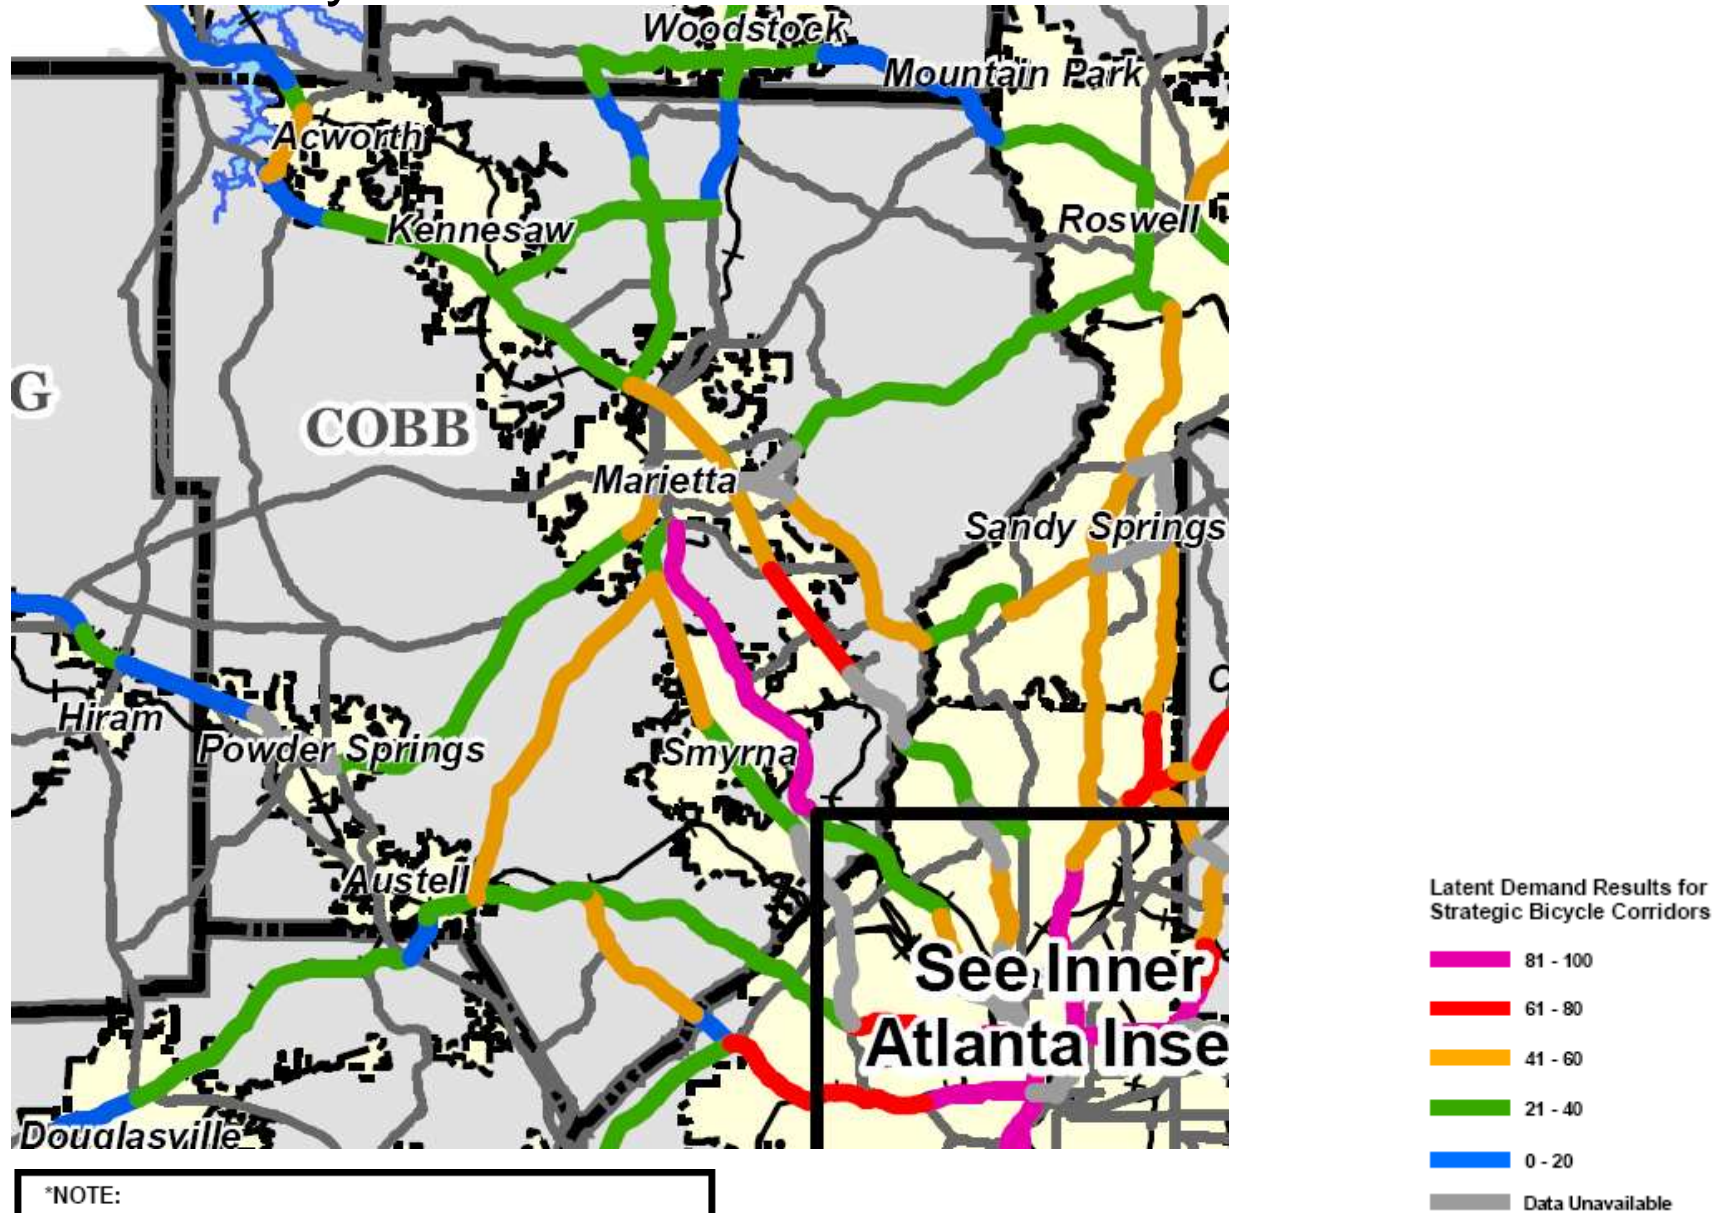 Woodstock
Mountain Park
Acworth
Kennesaw
Roswell
G
COBB
Marietta
Sandy Springs
Hiram
Powder Springs
Smyrna
C
Austell
See Inner
Atlanta Inse
Douglasville
*NOTE:
Latent Demand Results for
Strategic Bicycle Corridors
81 - 100
61 - 80
41 - 60
21 - 40
0 - 20
Data Unavailable